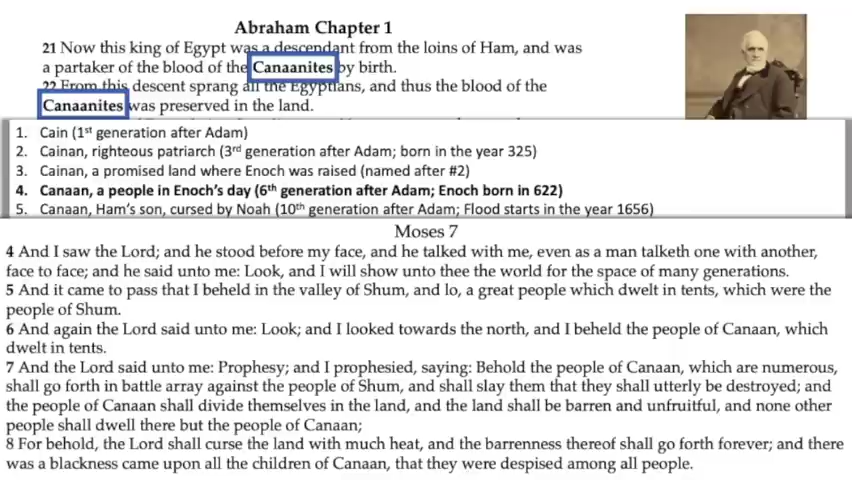 Abraham Chapter 1
21 Now this king of Egypt was a descendant from the loins of Ham, and was
a partaker of the blood of the Canaanites by birth.
22 From this descent sprang all the Egyptians, and thus the blood of the
Canaanites was preserved in the land.
1. Cain (1st generation after Adam)
2. Cainan, righteous patriarch (3rd generation after Adam; born in the year 325)
3. Cainan, a promised land where Enoch was raised (named after #2)
4. Canaan, a people in Enoch's day (6th generation after Adam; Enoch born in 622)
5. Canaan, Ham's son, cursed by Noah (10th generation after Adam; Flood starts in the year 1656)
Moses 7
4 And I saw the Lord; and he stood before my face, and he talked with me, even as a man talketh one with another,
face to face; and he said unto me: Look, and I will show unto thee the world for the space of many generations.
5 And it came to pass that I beheld in the valley of Shum, and lo, a great people which dwelt in tents, which were the
people of Shum.
6 And again the Lord said unto me: Look; and I looked towards the north, and I beheld the people of Canaan, which
dwelt in tents.
7 And the Lord said unto me: Prophesy; and I prophesied, saying: Behold the people of Canaan, which are numerous,
shall go forth in battle array against the people of Shum, and shall slay them that they shall utterly be destroyed; and
the people of Canaan shall divide themselves in the land, and the land shall be barren and unfruitful, and none other
people shall dwell there but the people of Canaan;
8 For behold, the Lord shall curse the land with much heat, and the barrenness thereof shall go forth forever; and there
was a blackness came upon all the children of Canaan, that they were despised among all people.